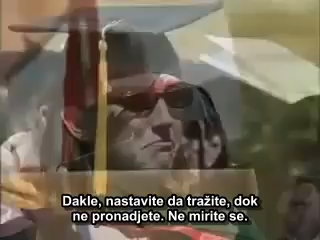 Dakle, nastavite da tražite, dok
ne pronadjete. Ne mirite se.